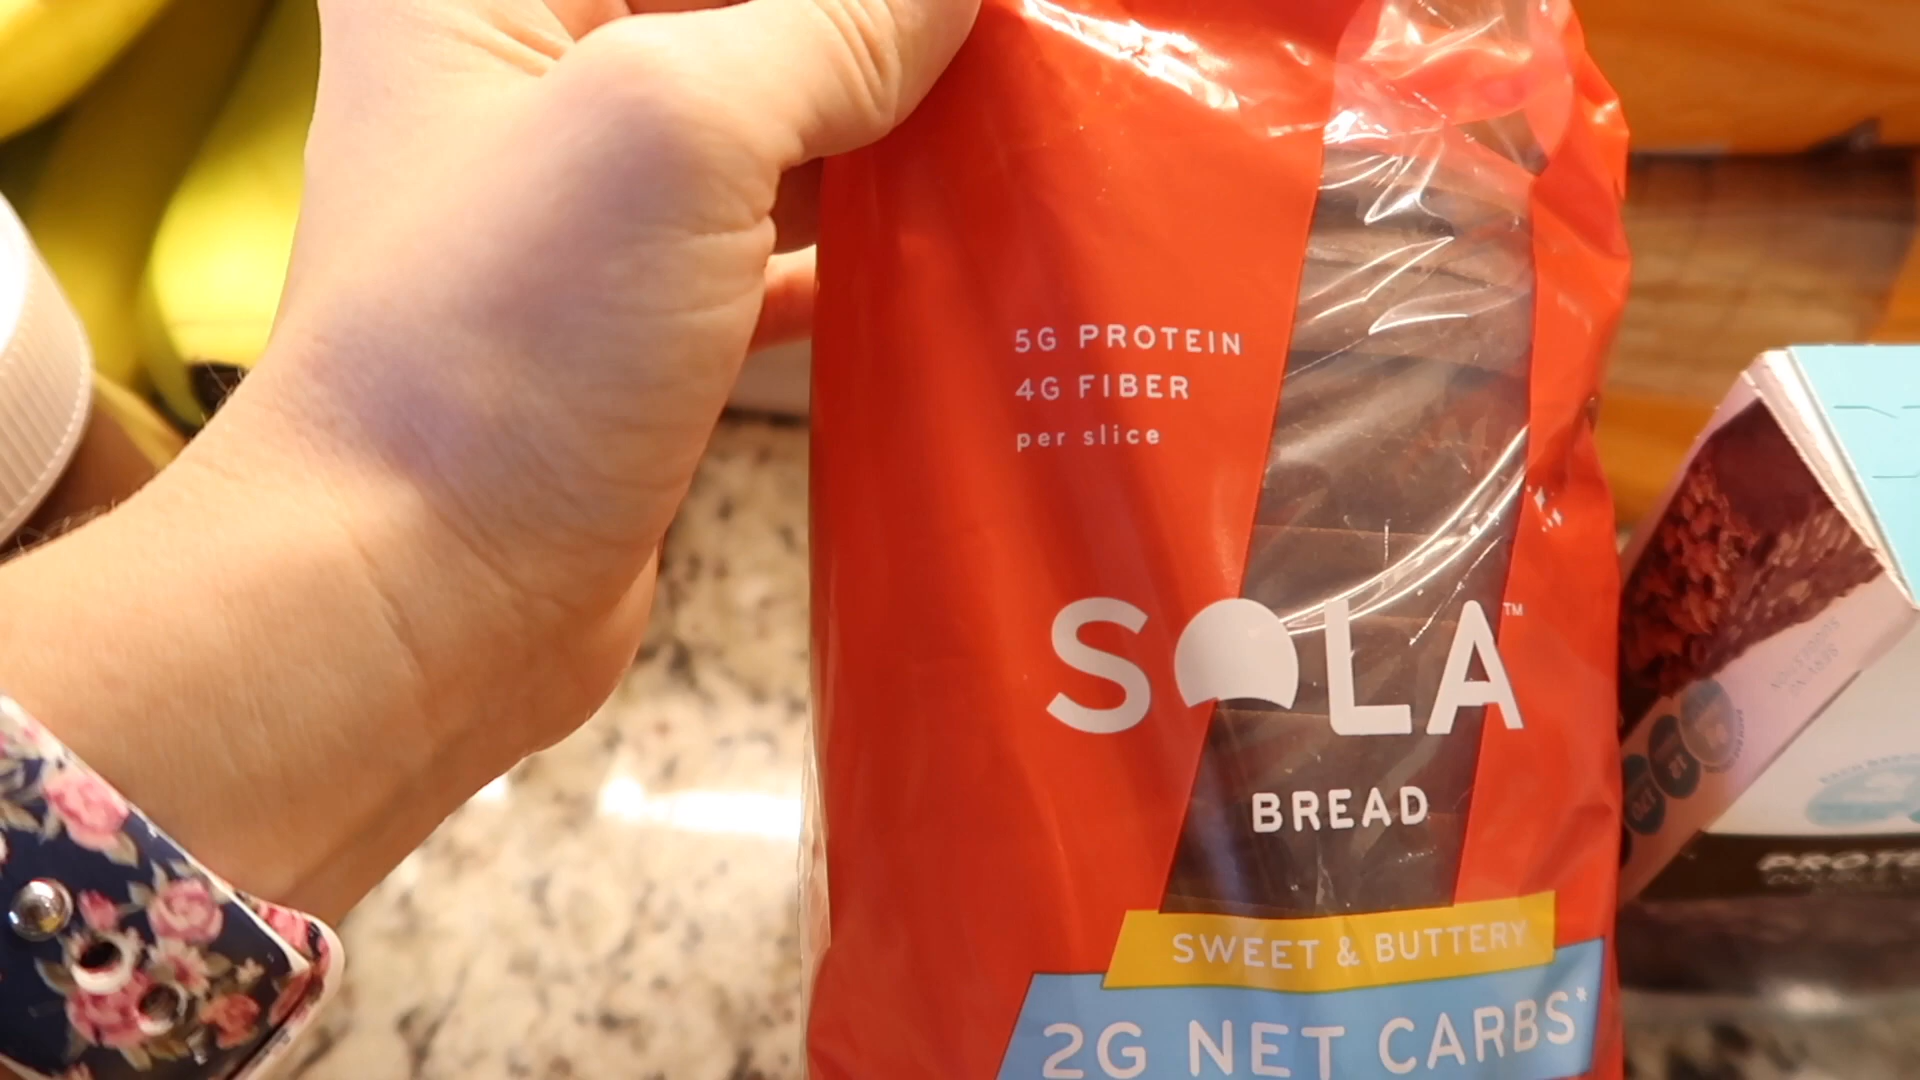 5G PROTEIN
4G FIBER
per slice
SOLA™
BREAD
SWEET & BUTTERY
2G NET CARBS*